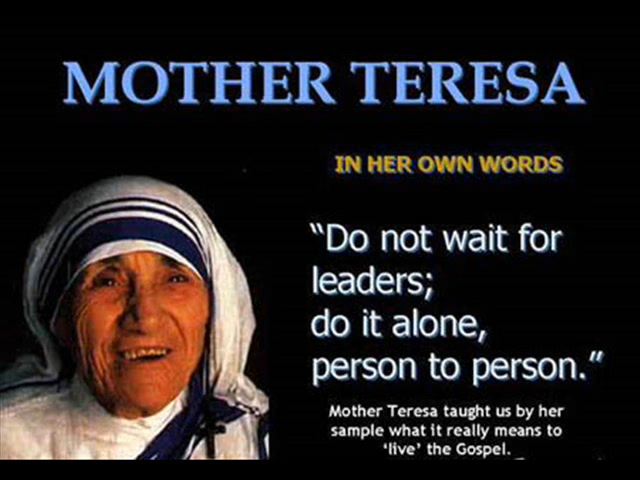 MOTHER TERESA
IN HER OWN WORDS
“Do not wait for
leaders;
do it alone,
person to person.”
Mother Teresa taught us by her
sample what it really means to
‘live’ the Gospel.